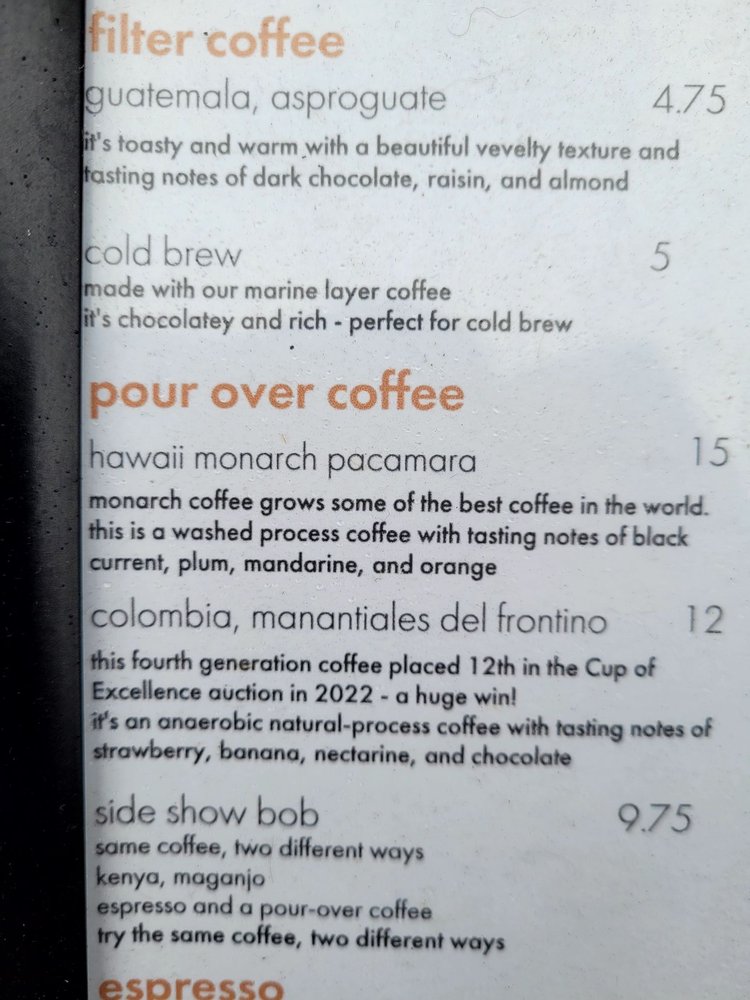 filter coffee
guatemala, asproguate 4.75
it's toasty and warm with a beautiful vevelty texture and
tasting notes of dark chocolate, raisin, and almond
cold brew 5
made with our marine layer coffee
it's chocolatey and rich - perfect for cold brew
pour over coffee
hawaii monarch pacamara 15
monarch coffee grows some of the best coffee in the world.
this is a washed process coffee with tasting notes of black
current, plum, mandarine, and orange
colombia, manantiales del frontino 12
this fourth generation coffee placed 12th in the Cup of
Excellence auction in 2022 - a huge win!
it's an anaerobic natural-process coffee with tasting notes of
strawberry, banana, nectarine, and chocolate
side show bob 9.75
same coffee, two different ways
kenya, maganjo
espresso and a pour-over coffee
try the same coffee, two different ways
espresso